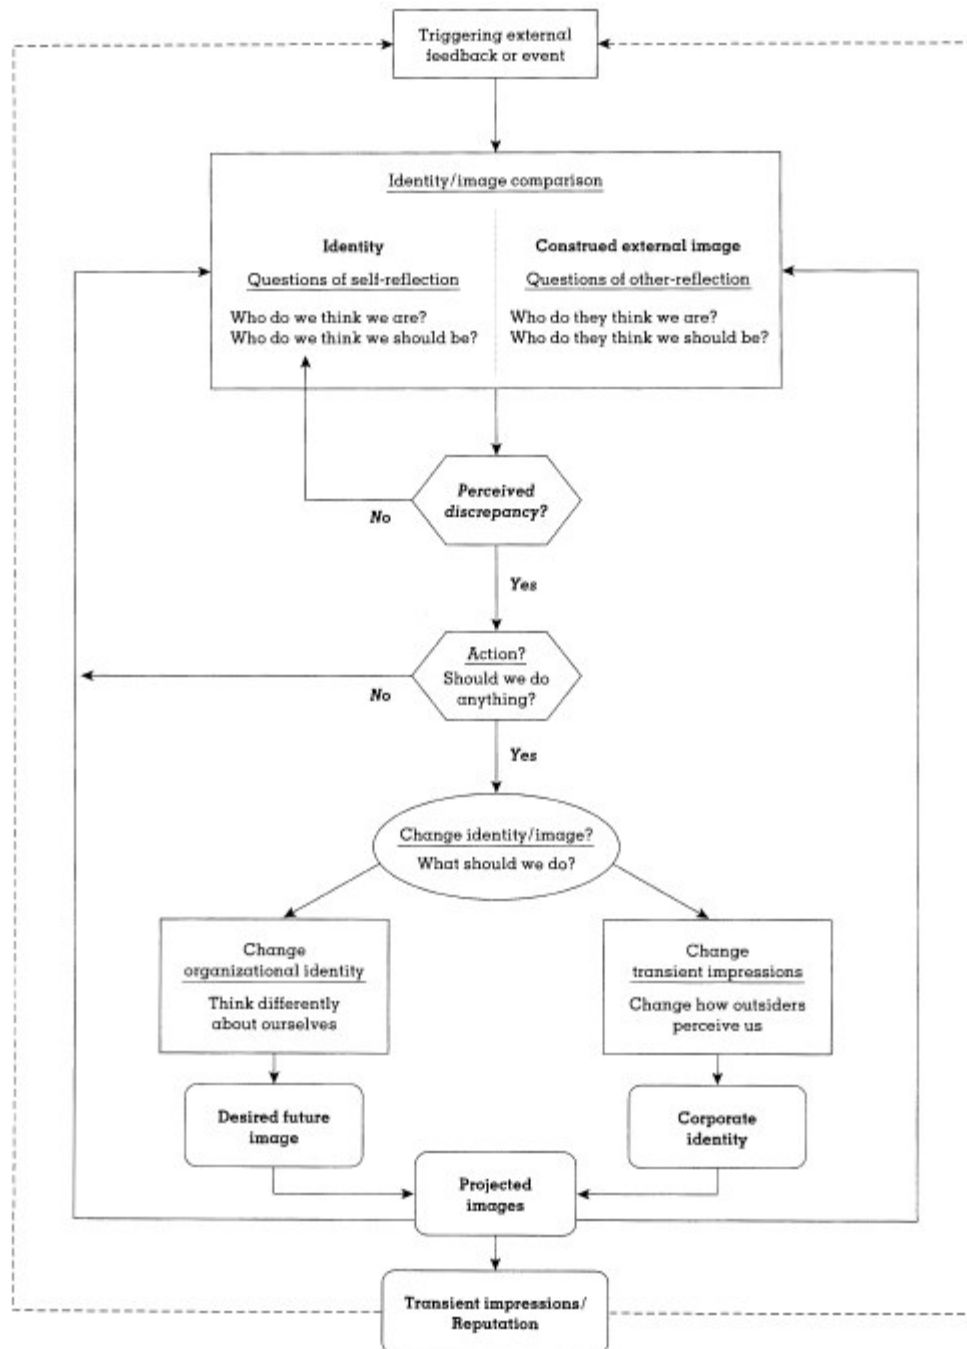 Triggering external
feedback or event
Identity/image comparison
Identity
Questions of self-reflection
Who do we think we are?
Who do we think we should be?
Construed external image
Questions of other-reflection
Who do they think we are?
Who do they think we should be?
Perceived
discrepancy?
No
Yes
Action?
Should we do
anything?
No
Yes
Change identity/image?
What should we do?
Change
organizational identity
Think differently
about ourselves
Change
transient impressions
Change how outsiders
perceive us
Desired future
image
Corporate
identity
Projected
images
Transient impressions/
Reputation